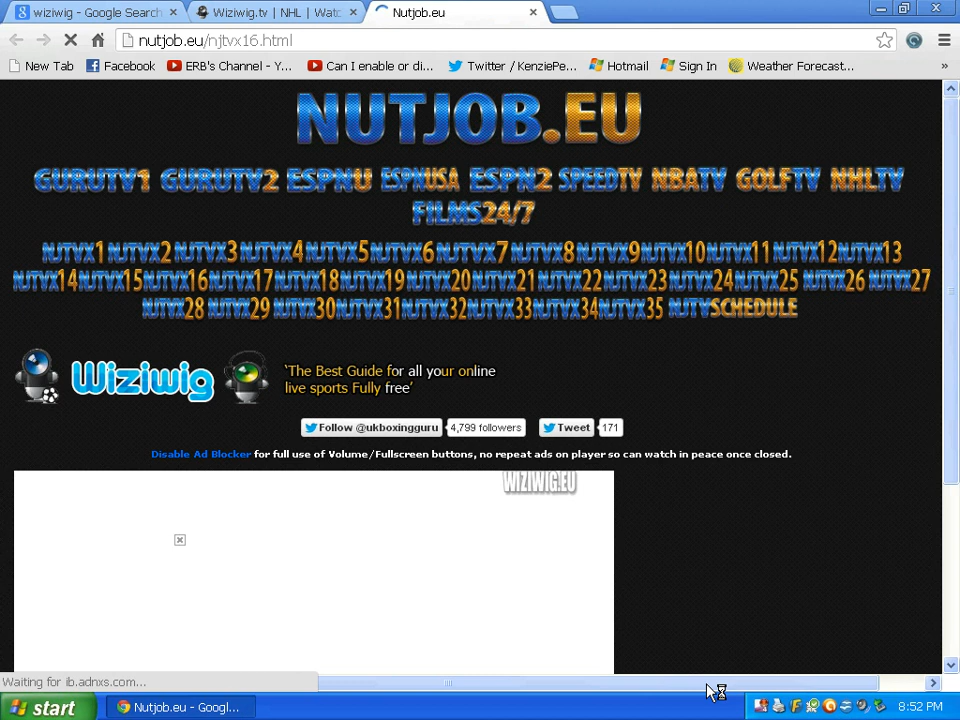 wiziwig - Google Search
Wiziwig.tv | NHL | Watc
Nutjob.eu
nutjob.eu/njtvx16.html
New Tab
Facebook
ERB's Channel - Y...
Can I enable or di...
Twitter / KenziePe...
Hotmail
Sign In
Weather Forecast...
»
NUTJOB.EU
GURUTV1 GURUTV2 ESPNU ESPNUSA ESPN2 SPEEDTV NBATV GOLFTV NHLTV
FILMS24/7
NJTVX1 NJTVX2 NJTVX3 NJTVX4 NJTVX5 NJTVX6 NJTVX7 NJTVX8 NJTVX9 NJTVX10 NJTVX11 NJTVX12 NJTVX13
NJTVX14 NJTVX15 NJTVX16 NJTVX17 NJTVX18 NJTVX19 NJTVX20 NJTVX21 NJTVX22 NJTVX23 NJTVX24 NJTVX25 NJTVX26 NJTVX27
NJTVX28 NJTVX29 NJTVX30 NJTVX31 NJTVX32 NJTVX33 NJTVX34 NJTVX35 NJTVSCHEDULE
Wiziwig
'The Best Guide for all your online
live sports Fully free'
Follow @ukboxingguru
4,799 followers
Tweet
171
Disable Ad Blocker for full use of Volume/Fullscreen buttons, no repeat ads on player so can watch in peace once closed.
WIZIWIG.EU
Waiting for ib.adnxs.com...
start
Nutjob.eu - Googl...
8:52 PM